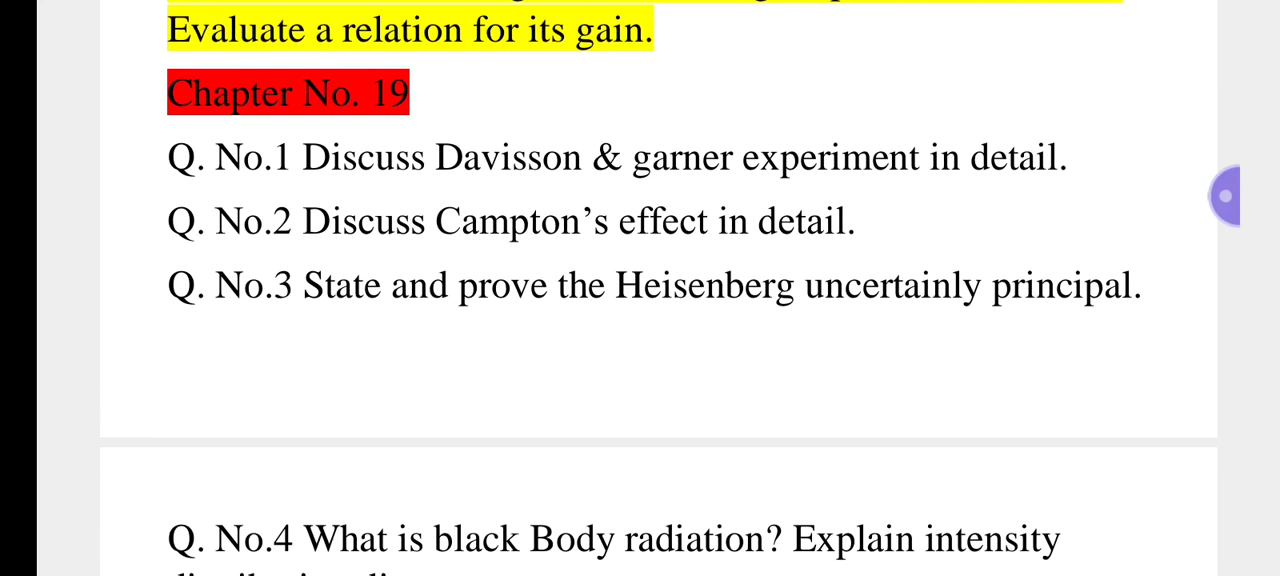 Evaluate a relation for its gain.
Chapter No. 19
Q. No.1 Discuss Davisson & garner experiment in detail.
Q. No.2 Discuss Campton’s effect in detail.
Q. No.3 State and prove the Heisenberg uncertainly principal.
Q. No.4 What is black Body radiation? Explain intensity